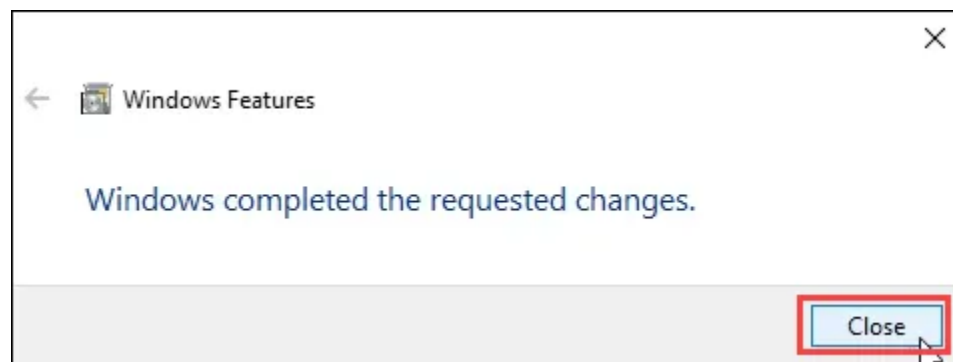 Windows Features
Windows completed the requested changes.
Close